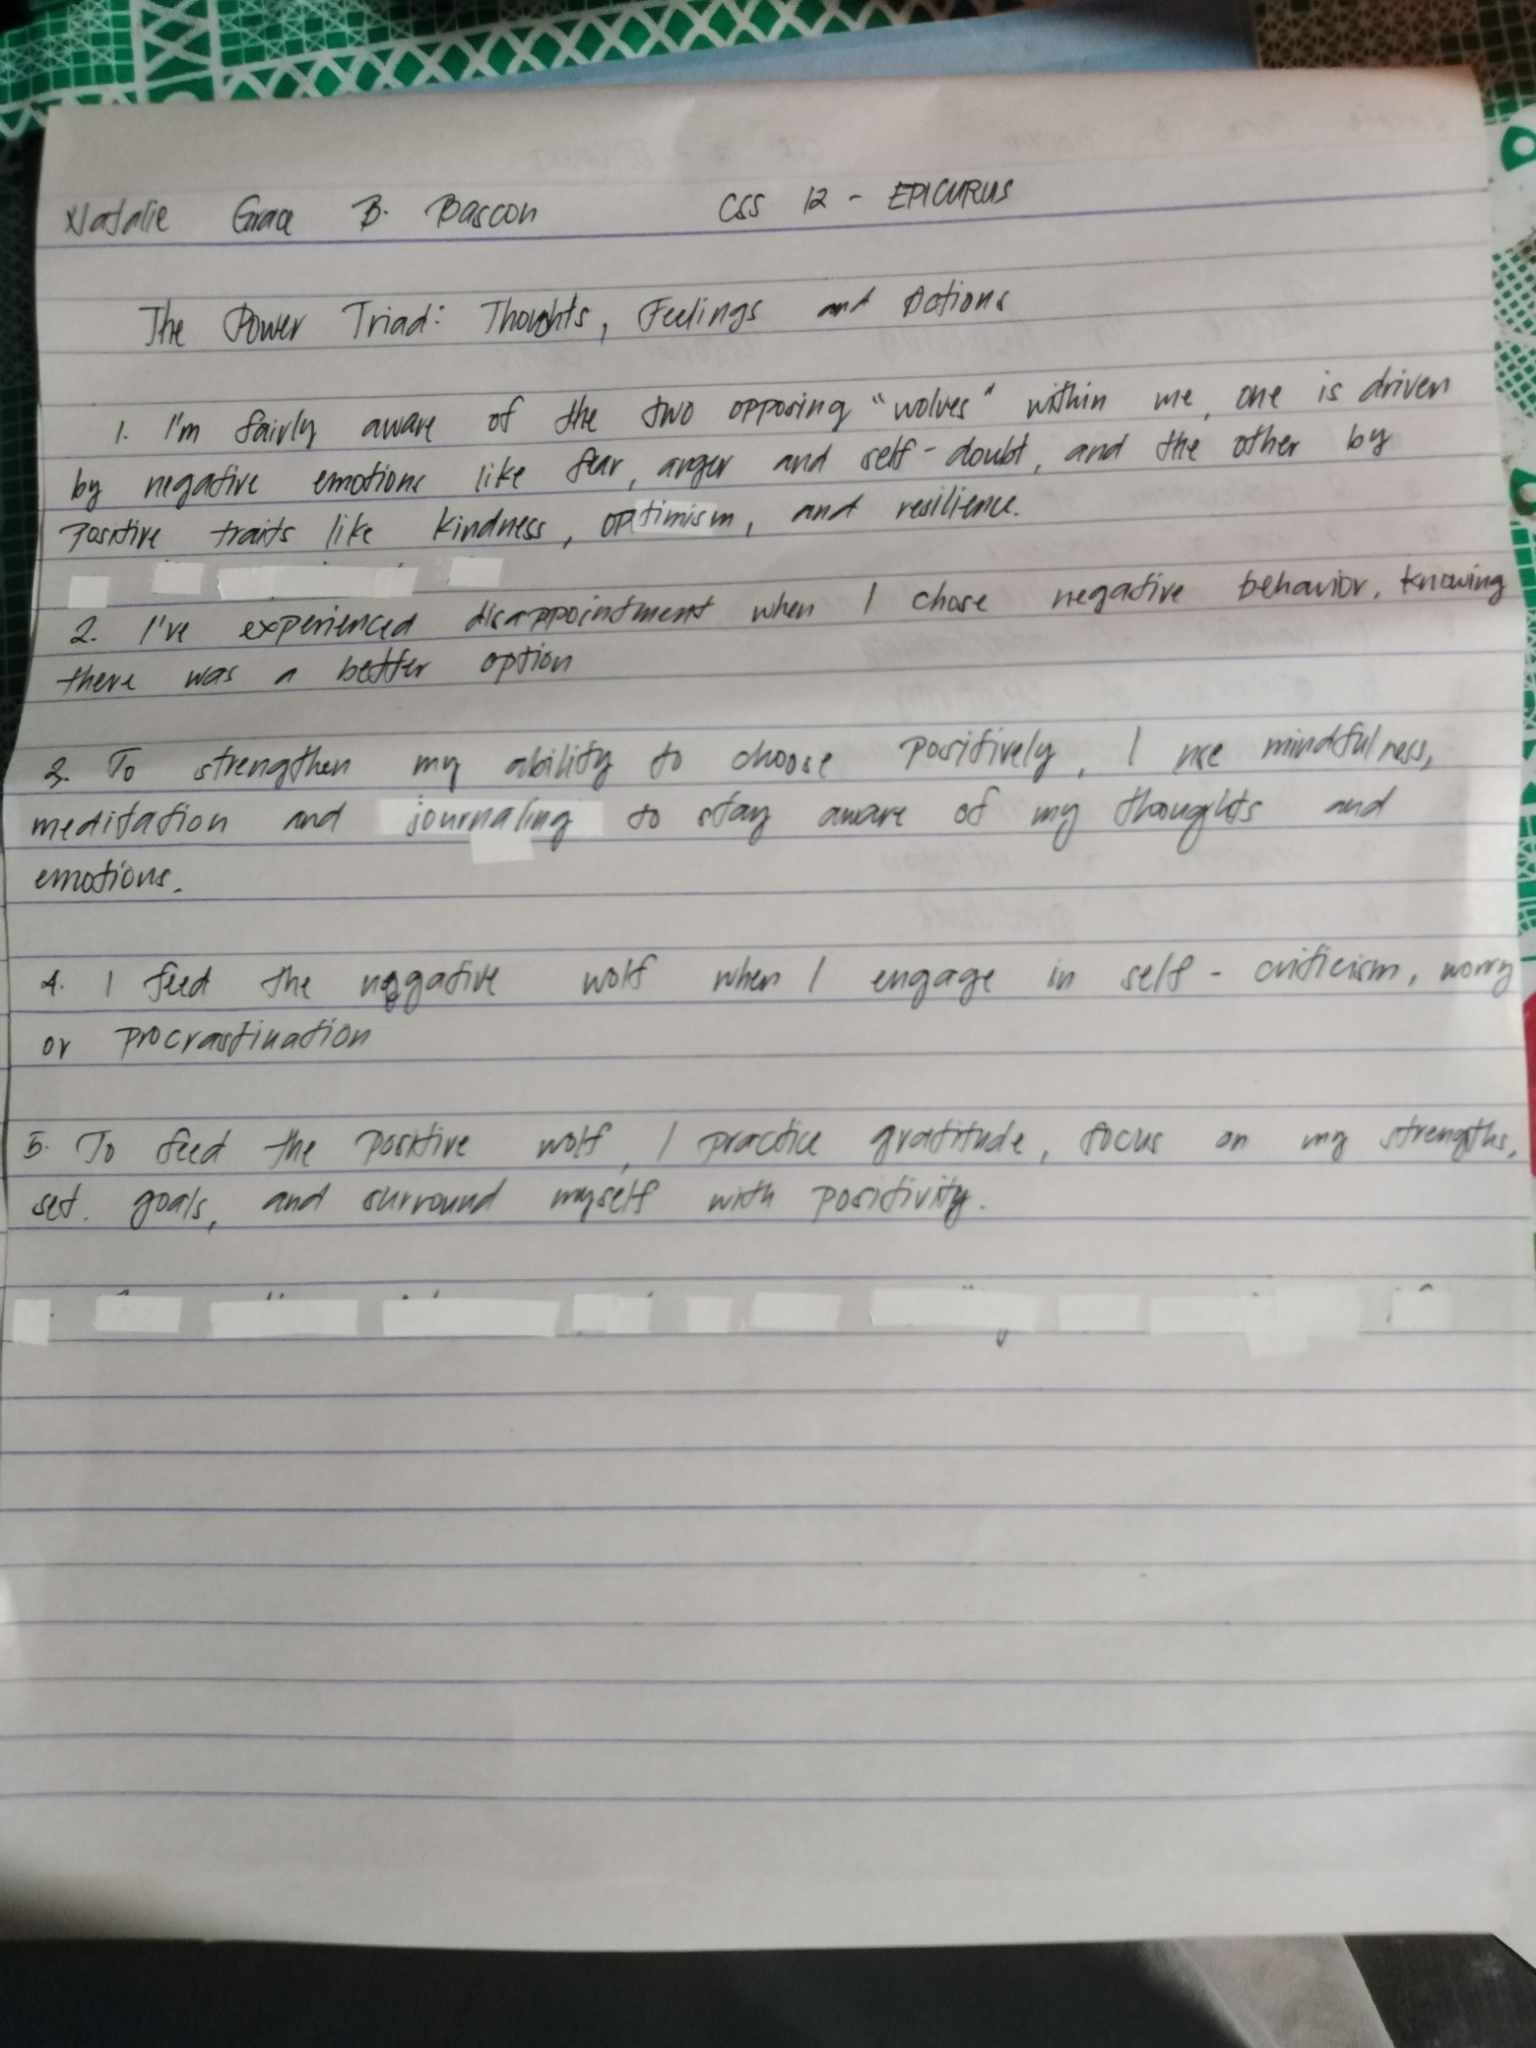 Natalie Grace B. Bascon CSS 12 - EPICURUS
The Power Triad: Thoughts, Feelings and Actions
1. I'm fairly aware of the two opposing "wolves" within me, one is driven
by negative emotions like fear, anger and self-doubt, and the other by
positive traits like kindness, optimism, and resilience.
2. I've experienced disappointment when I chose negative behavior, knowing
there was a better option
3. To strengthen my ability to choose positively, I use mindfulness,
meditation and journaling to stay aware of my thoughts and
emotions.
4. I feed the neggative wolf when I engage in self-criticism, worry
or procrastination
5. To feed the positive wolf, I practice gratitude, focus on my strengths,
set. goals, and surround myself with positivity.